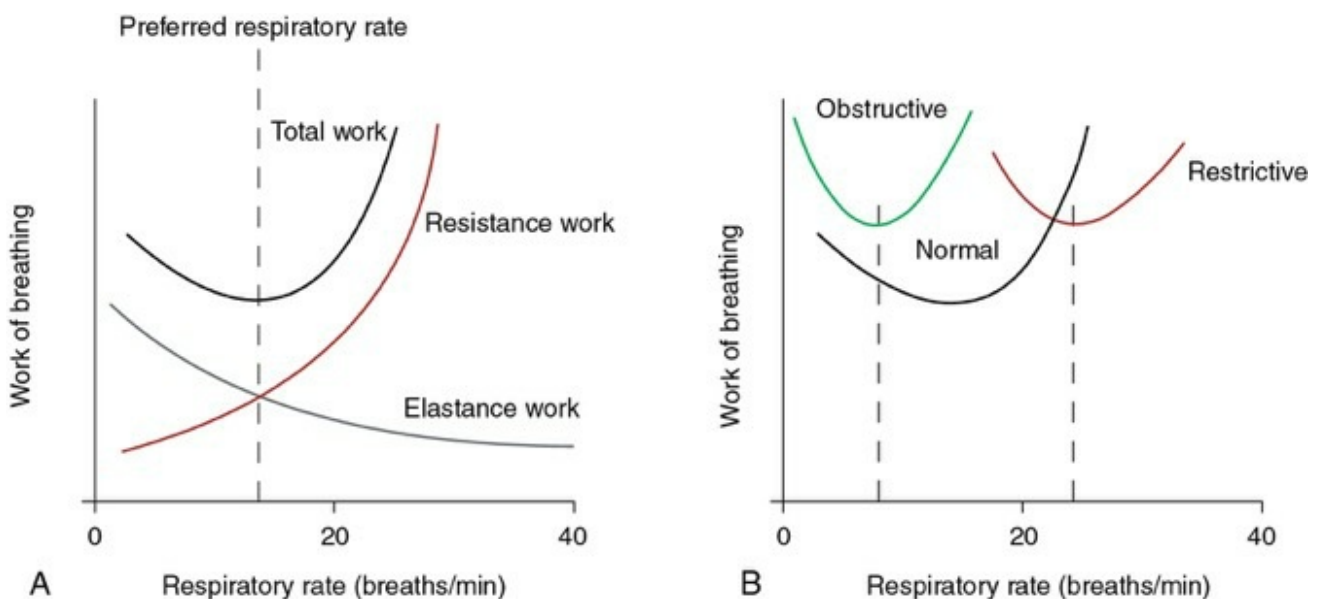 Preferred respiratory rate
Total work
Resistance work
Elastance work
Work of breathing
0 20 40
A Respiratory rate (breaths/min)
Obstructive
Restrictive
Normal
Work of breathing
0 20 40
B Respiratory rate (breaths/min)